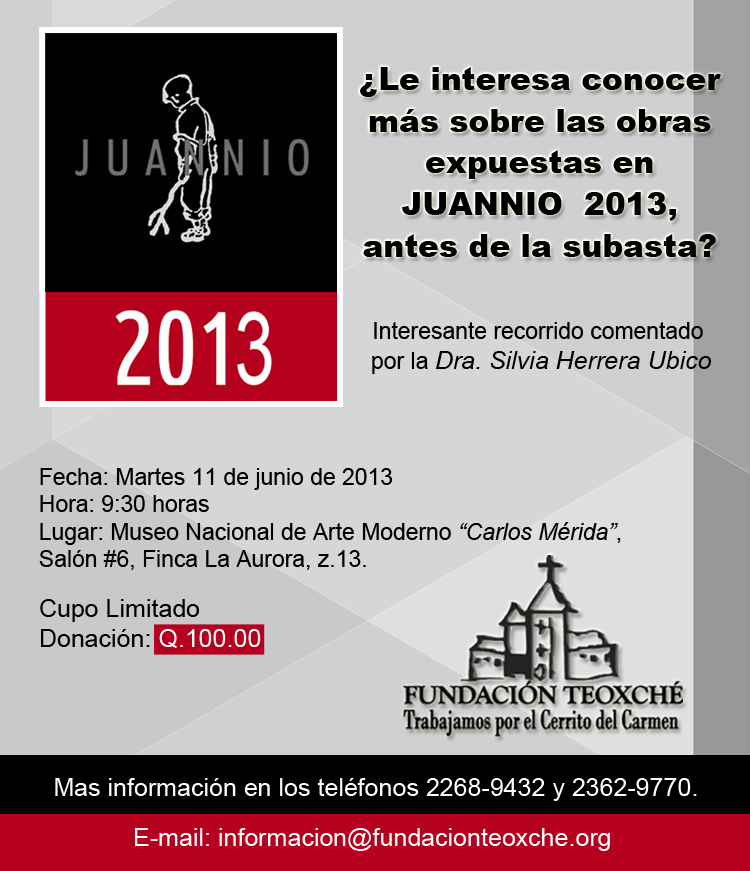 JUANNIO
2013
¿Le interesa conocer
más sobre las obras
expuestas en
JUANNIO 2013,
antes de la subasta?
Interesante recorrido comentado
por la Dra. Silvia Herrera Ubico
Fecha: Martes 11 de junio de 2013
Hora: 9:30 horas
Lugar: Museo Nacional de Arte Moderno “Carlos Mérida”,
Salón #6, Finca La Aurora, z.13.
Cupo Limitado
Donación: Q.100.00
FUNDACIÓN TEOXCHÉ
Trabajamos por el Cerrito del Carmen
Mas información en los teléfonos 2268-9432 y 2362-9770.
E-mail: informacion@fundacionteoxche.org